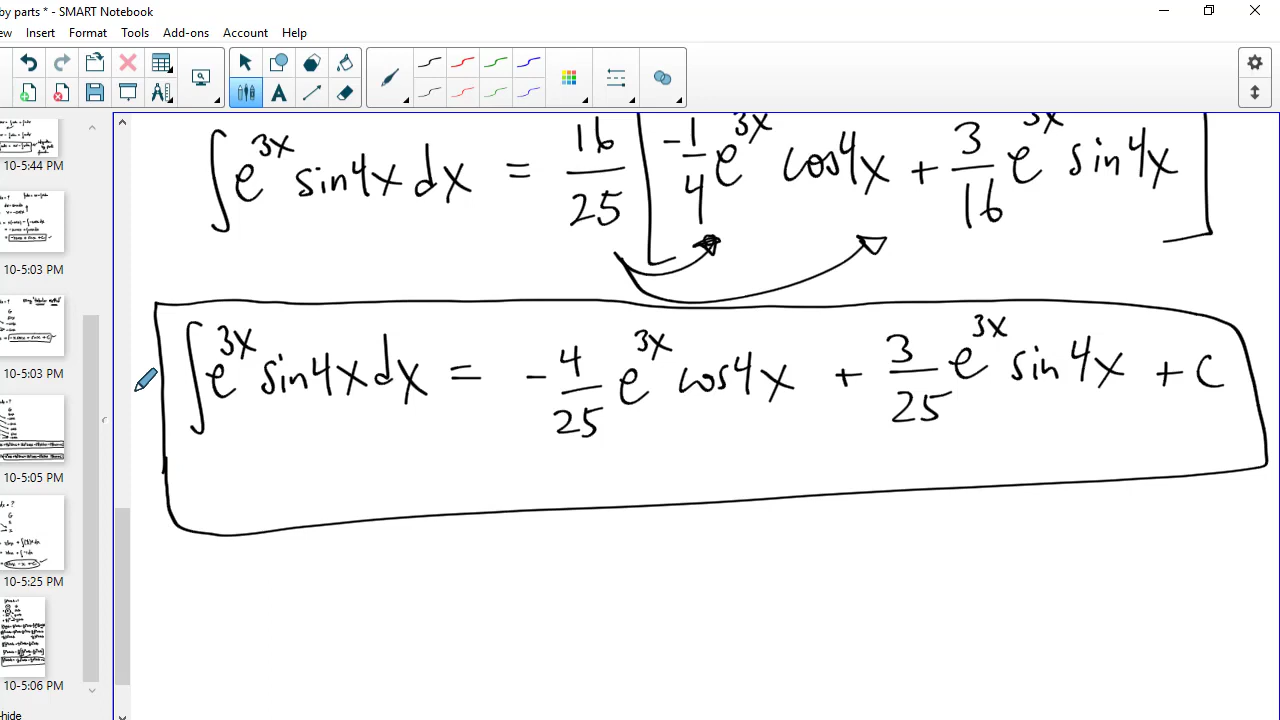 by parts * - SMART Notebook
ew Insert Format Tools Add-ons Account Help
10-5:44 PM
10-5:03 PM
10-5:03 PM
10-5:05 PM
10-5:25 PM
10-5:06 PM
-hide
∫e^{3x} sin4x dx = 16/25 [-1/4 e^{3x} cos4x + 3/16 e^{3x} sin4x]
∫e^{3x} sin4x dx = -4/25 e^{3x} cos4x + 3/25 e^{3x} sin4x + C